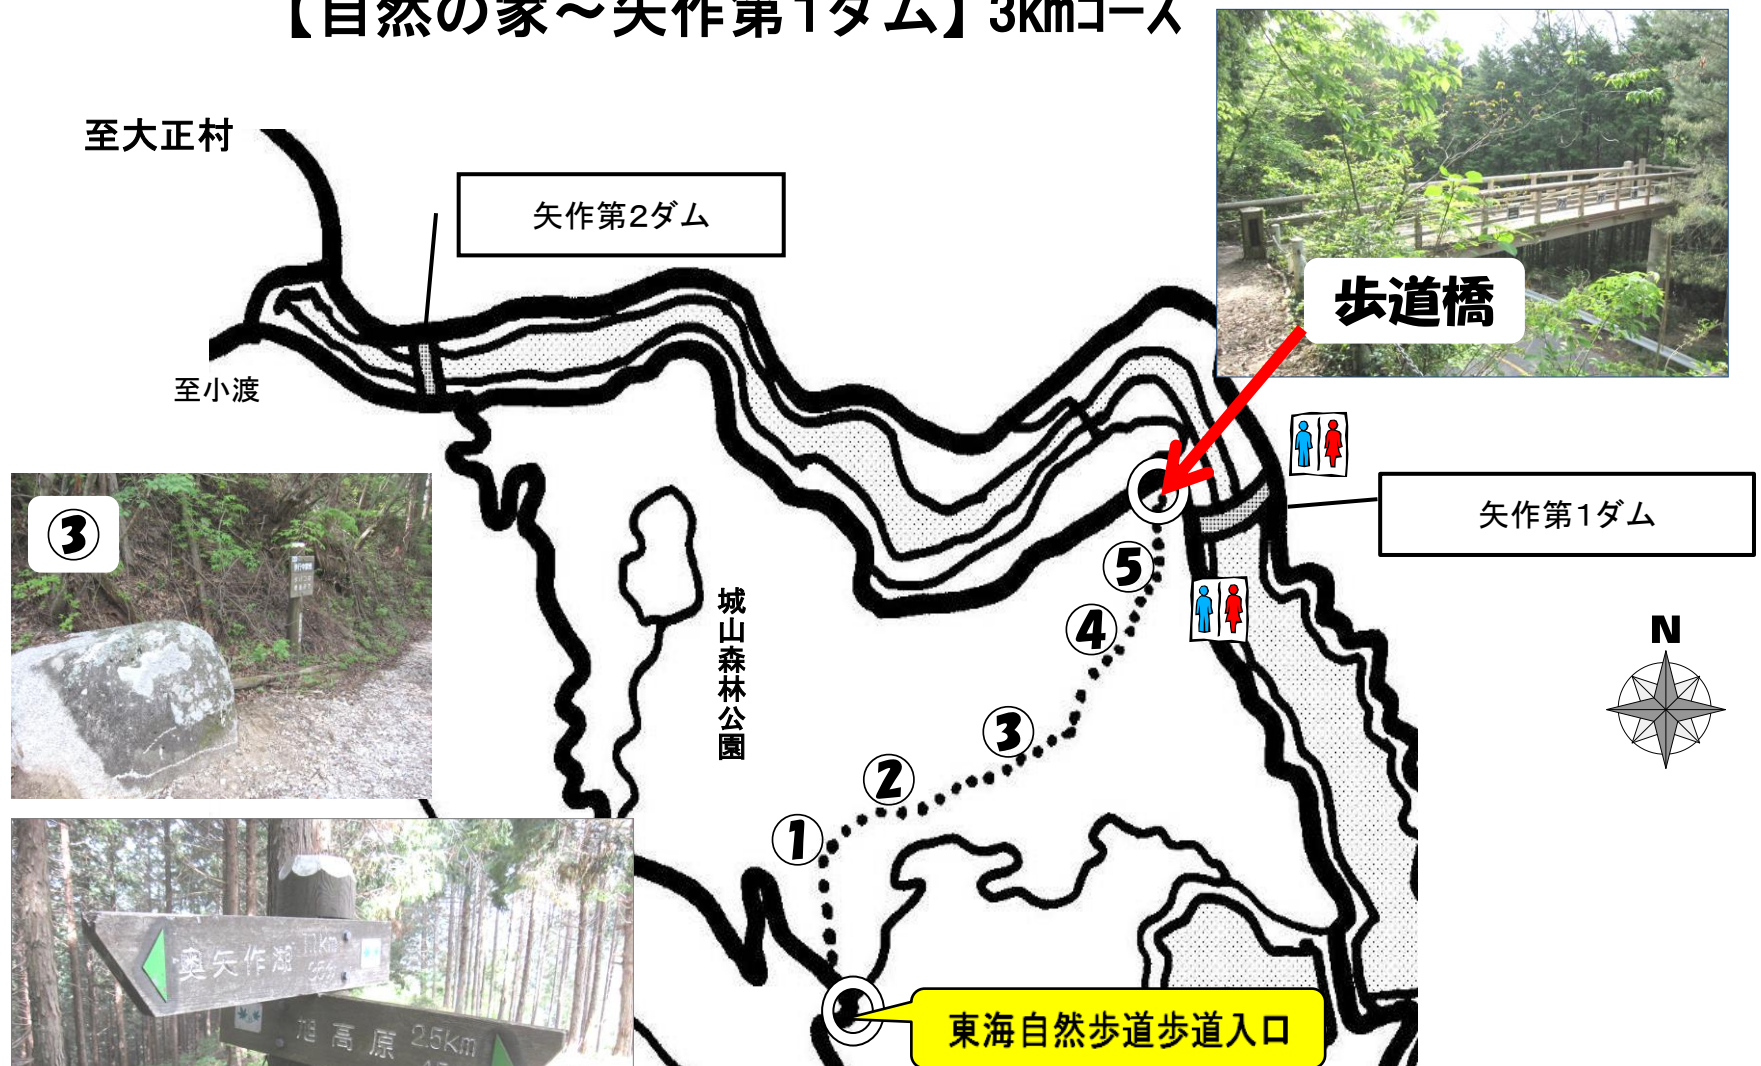 【自然の家～矢作第1ダム】3kmコース
至大正村
矢作第2ダム
歩道橋
至小渡
矢作第1ダム
③
⑤
④
城山森林公園
N
③
②
①
奥矢作湖 1.1Km
旭高原 2.5Km
東海自然歩道歩道入口